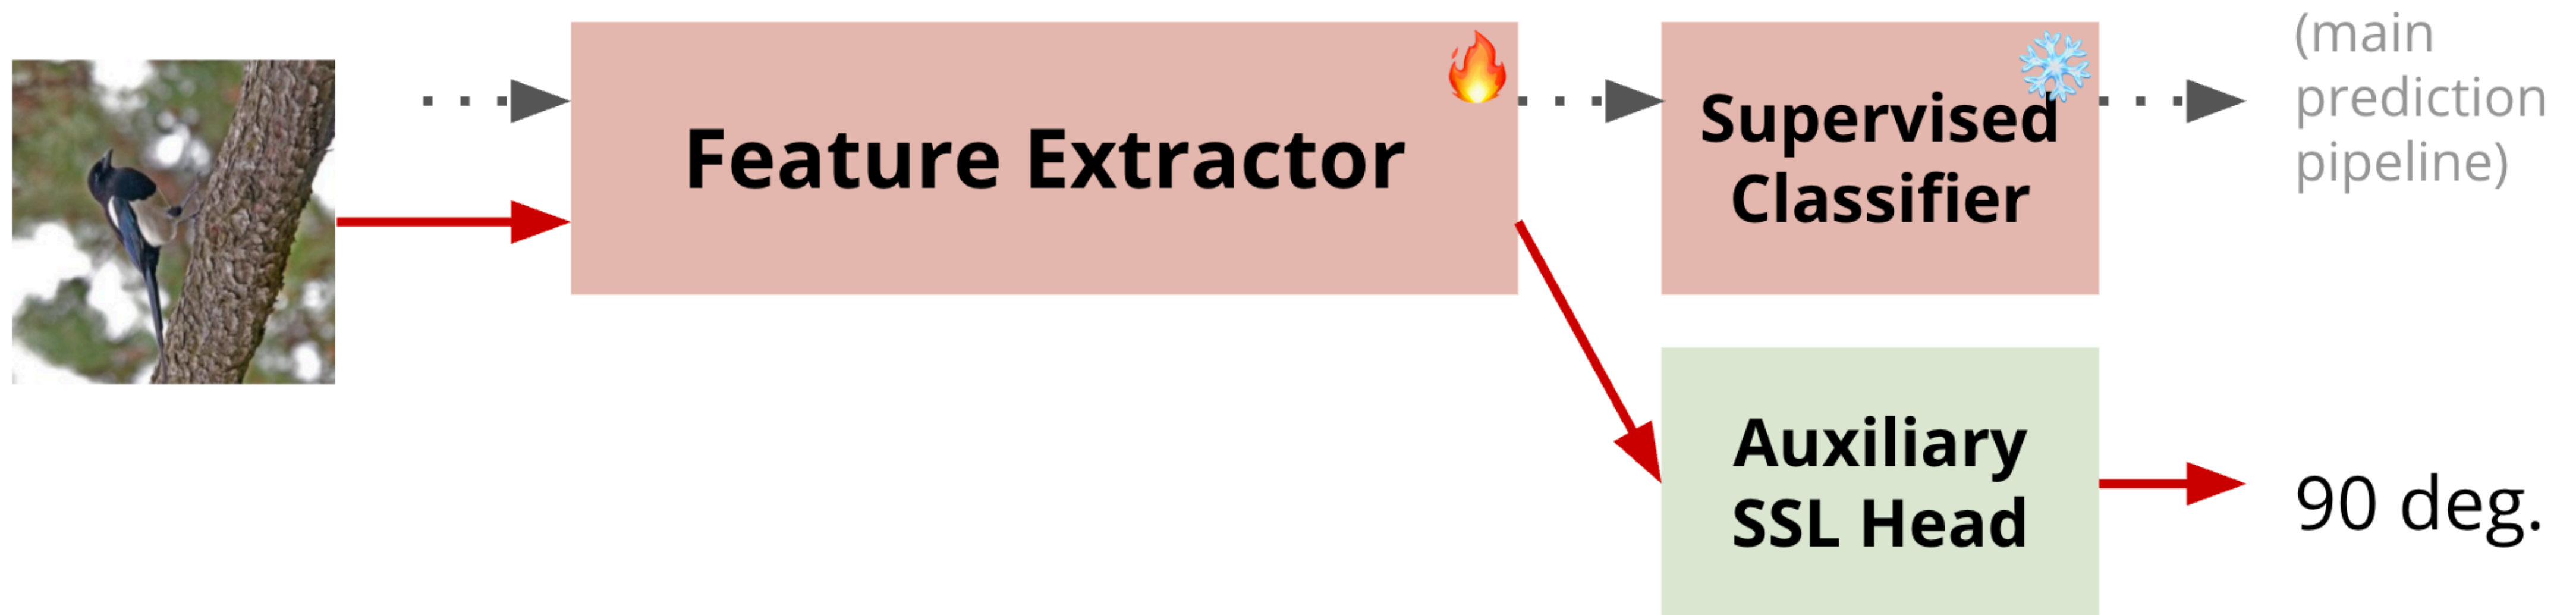 Feature Extractor
Supervised
Classifier
(main
prediction
pipeline)
Auxiliary
SSL Head
90 deg.